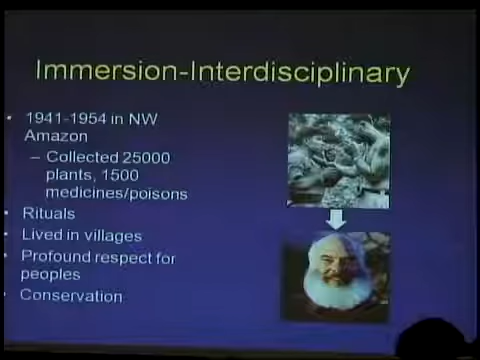 Immersion-Interdisciplinary
• 1941-1954 in NW
Amazon
– Collected 25000
plants, 1500
medicines/poisons
• Rituals
• Lived in villages
• Profound respect for
peoples
• Conservation